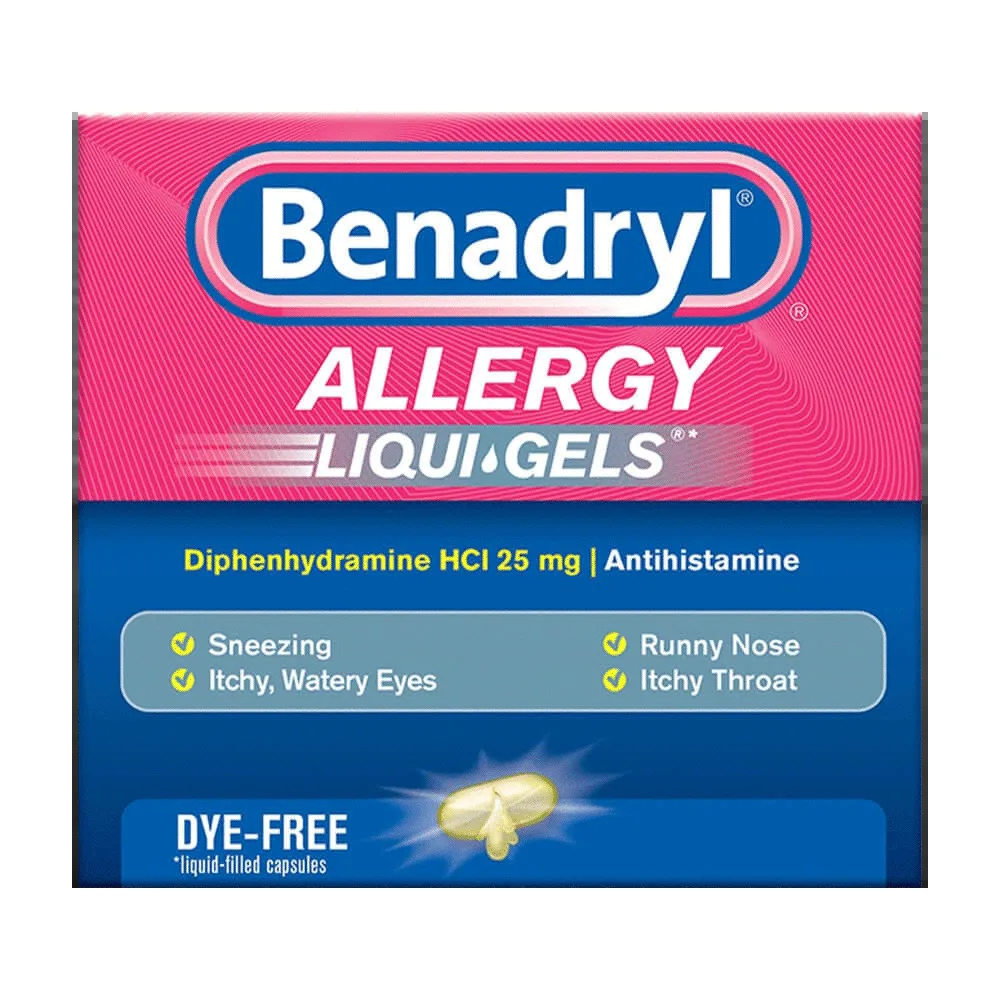 Benadryl®
®
ALLERGY
LIQUI•GELS®*
Diphenhydramine HCl 25 mg | Antihistamine
Sneezing
Runny Nose
Itchy, Watery Eyes
Itchy Throat
DYE-FREE
*liquid-filled capsules